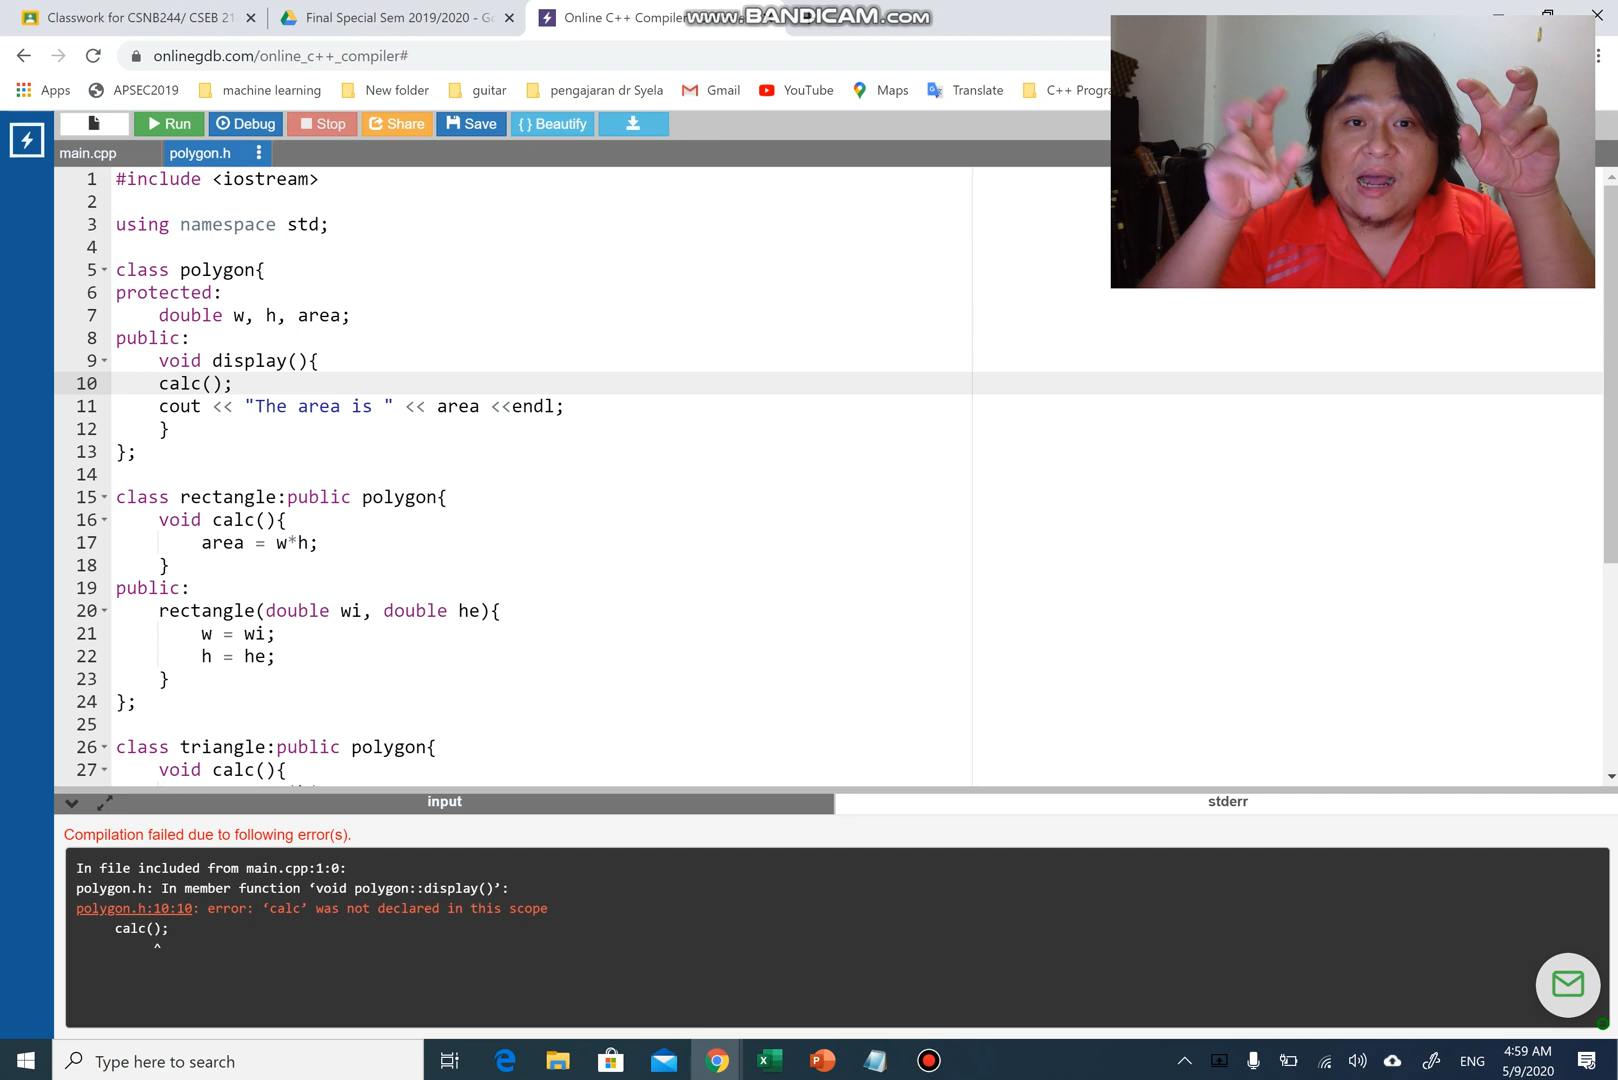 Classwork for CSNB244/ CSEB 21
Final Special Sem 2019/2020 - Go
Online C++ Compiler
www.BANDICAM.com
onlinegdb.com/online_c++_compiler#
Apps
APSEC2019
machine learning
New folder
guitar
pengajaran dr Syela
Gmail
YouTube
Maps
Translate
C++ Progra
Run
Debug
Stop
Share
Save
{ } Beautify
main.cpp
polygon.h
1 #include <iostream>
2
3 using namespace std;
4
5 class polygon{
6 protected:
7 double w, h, area;
8 public:
9 void display(){
10 calc();
11 cout << "The area is " << area <<endl;
12 }
13 };
14
15 class rectangle:public polygon{
16 void calc(){
17 area = w*h;
18 }
19 public:
20 rectangle(double wi, double he){
21 w = wi;
22 h = he;
23 }
24 };
25
26 class triangle:public polygon{
27 void calc(){
input
stderr
Compilation failed due to following error(s).
In file included from main.cpp:1:0:
polygon.h: In member function ‘void polygon::display()’:
polygon.h:10:10: error: ‘calc’ was not declared in this scope
calc();
^
Type here to search
ENG
4:59 AM
5/9/2020